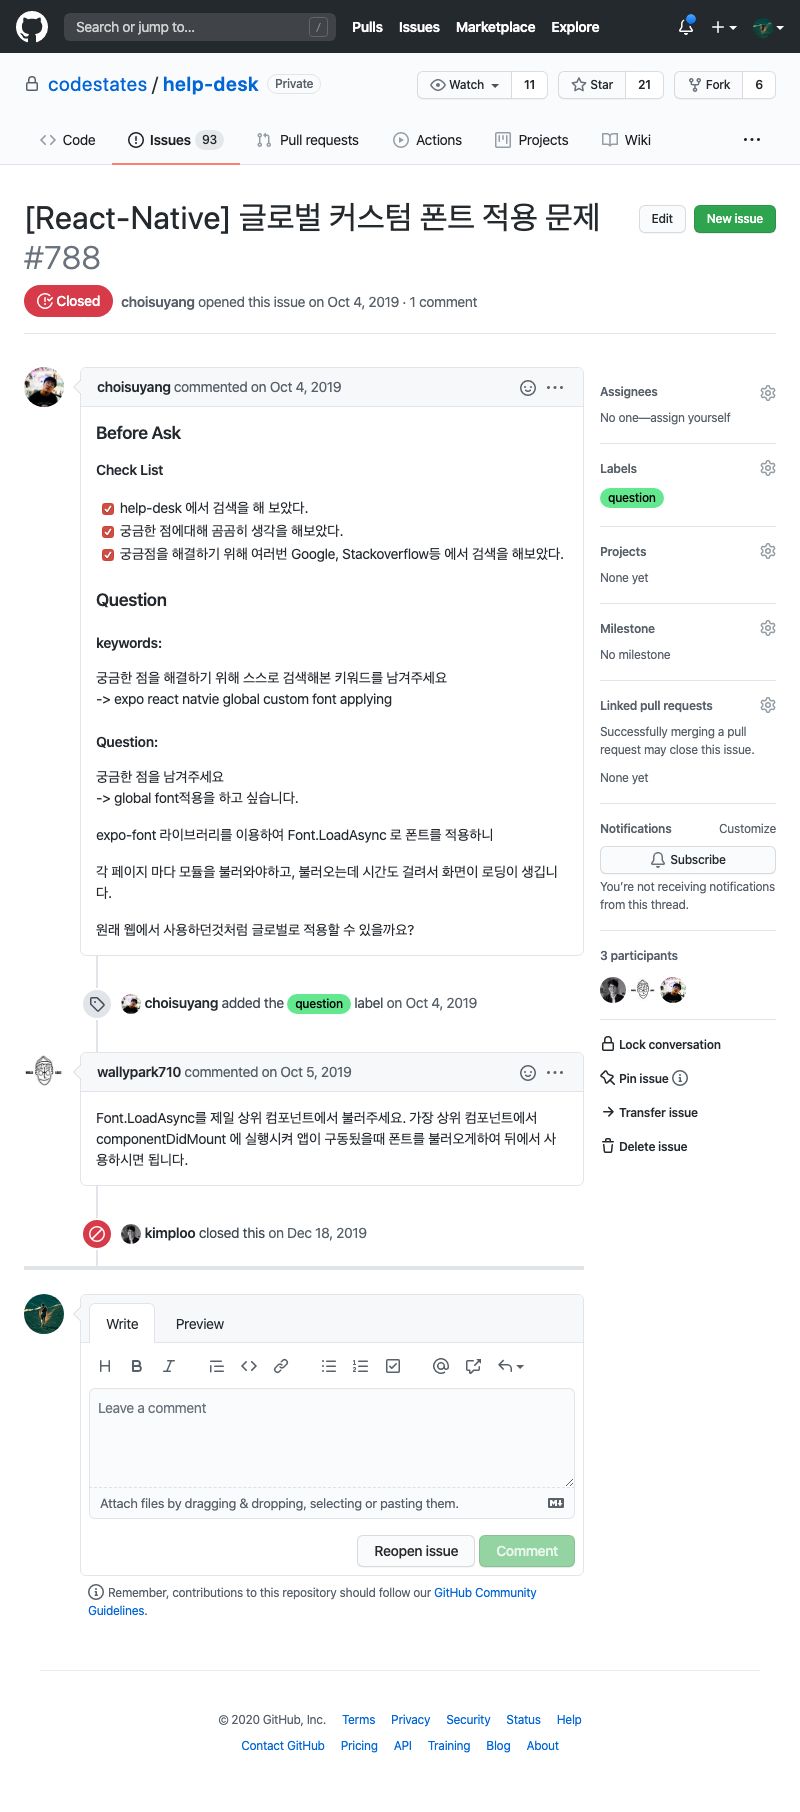 Search or jump to...
/
Pulls Issues Marketplace Explore
codestates / help-desk Private
Watch 11 Star 21 Fork 6
Code Issues 93 Pull requests Actions Projects Wiki
[React-Native] 글로벌 커스텀 폰트 적용 문제
#788
Edit New issue
Closed choisuyang opened this issue on Oct 4, 2019 · 1 comment
choisuyang commented on Oct 4, 2019
Before Ask
Check List
help-desk 에서 검색을 해 보았다.
궁금한 점에대해 곰곰히 생각을 해보았다.
궁금점을 해결하기 위해 여러번 Google, Stackoverflow등 에서 검색을 해보았다.
Question
keywords:
궁금한 점을 해결하기 위해 스스로 검색해본 키워드를 남겨주세요
-> expo react natvie global custom font applying
Question:
궁금한 점을 남겨주세요
-> global font적용을 하고 싶습니다.
expo-font 라이브러리를 이용하여 Font.LoadAsync 로 폰트를 적용하니
각 페이지 마다 모듈을 불러와야하고, 불러오는데 시간도 걸려서 화면이 로딩이 생깁니
다.
원래 웹에서 사용하던것처럼 글로벌로 적용할 수 있을까요?
choisuyang added the question label on Oct 4, 2019
wallypark710 commented on Oct 5, 2019
Font.LoadAsync를 제일 상위 컴포넌트에서 불러주세요. 가장 상위 컴포넌트에서
componentDidMount 에 실행시켜 앱이 구동됬을때 폰트를 불러오게하여 뒤에서 사
용하시면 됩니다.
kimploo closed this on Dec 18, 2019
Write Preview
H B I
Leave a comment
Attach files by dragging & dropping, selecting or pasting them.
Reopen issue Comment
Remember, contributions to this repository should follow our GitHub Community
Guidelines.
Assignees
No one—assign yourself
Labels
question
Projects
None yet
Milestone
No milestone
Linked pull requests
Successfully merging a pull
request may close this issue.
None yet
Notifications Customize
Subscribe
You're not receiving notifications
from this thread.
3 participants
Lock conversation
Pin issue
Transfer issue
Delete issue
© 2020 GitHub, Inc. Terms Privacy Security Status Help
Contact GitHub Pricing API Training Blog About